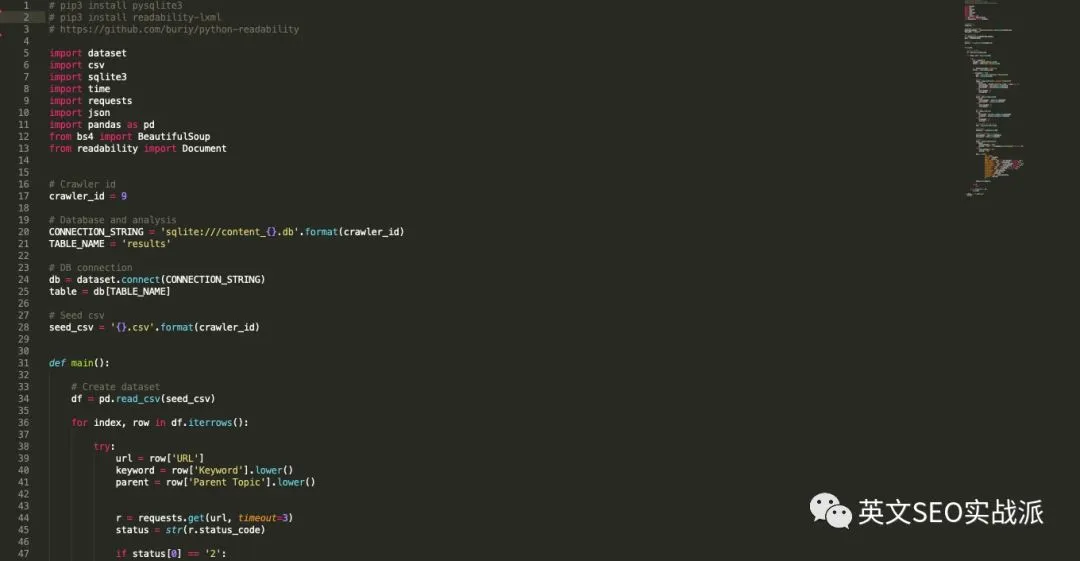 1 # pip3 install pysqlite3
2 # pip3 install readability-lxml
3 # https://github.com/buriy/python-readability
4
5 import dataset
6 import csv
7 import sqlite3
8 import time
9 import requests
10 import json
11 import pandas as pd
12 from bs4 import BeautifulSoup
13 from readability import Document
14
15
16 # Crawler id
17 crawler_id = 9
18
19 # Database and analysis
20 CONNECTION_STRING = 'sqlite:///content_{}.db'.format(crawler_id)
21 TABLE_NAME = 'results'
22
23 # DB connection
24 db = dataset.connect(CONNECTION_STRING)
25 table = db[TABLE_NAME]
26
27 # Seed csv
28 seed_csv = '{}.csv'.format(crawler_id)
29
30
31 def main():
32
33     # Create dataset
34     df = pd.read_csv(seed_csv)
35
36     for index, row in df.iterrows():
37
38         try:
39             url = row['URL']
40             keyword = row['Keyword'].lower()
41             parent = row['Parent Topic'].lower()
42
43
44             r = requests.get(url, timeout=3)
45             status = str(r.status_code)
46
47             if status[0] == '2':
英文SEO实战派